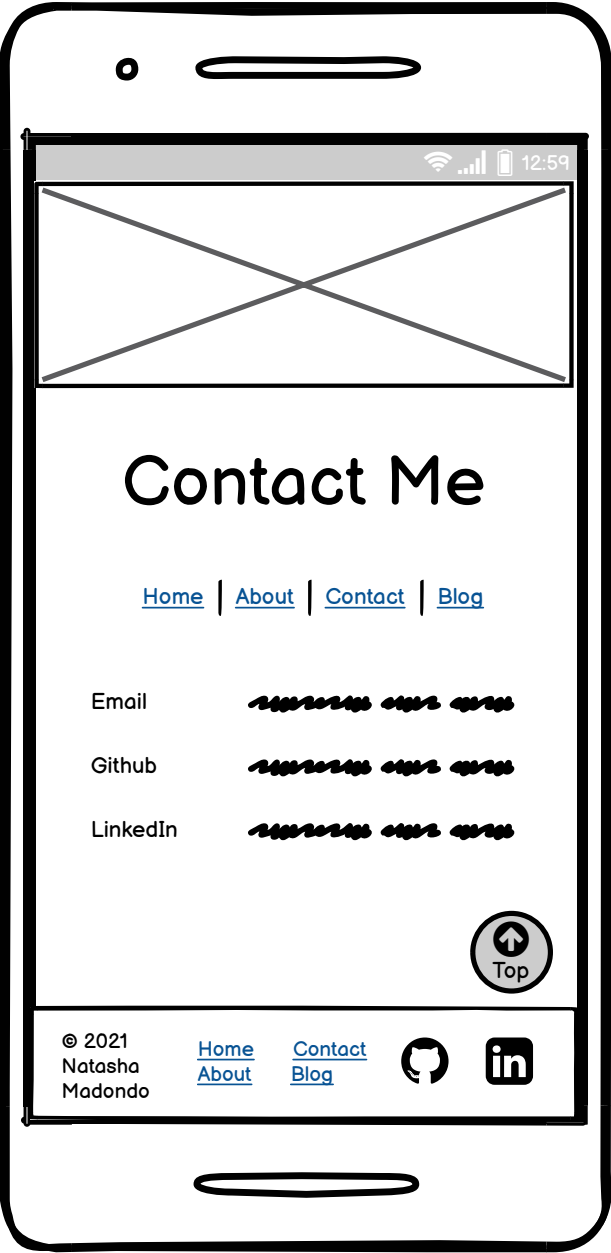 12:59
Contact Me
Home | About | Contact | Blog
Email
Github
LinkedIn
Top
© 2021
Natasha
Madondo
Home
About
Contact
Blog
in